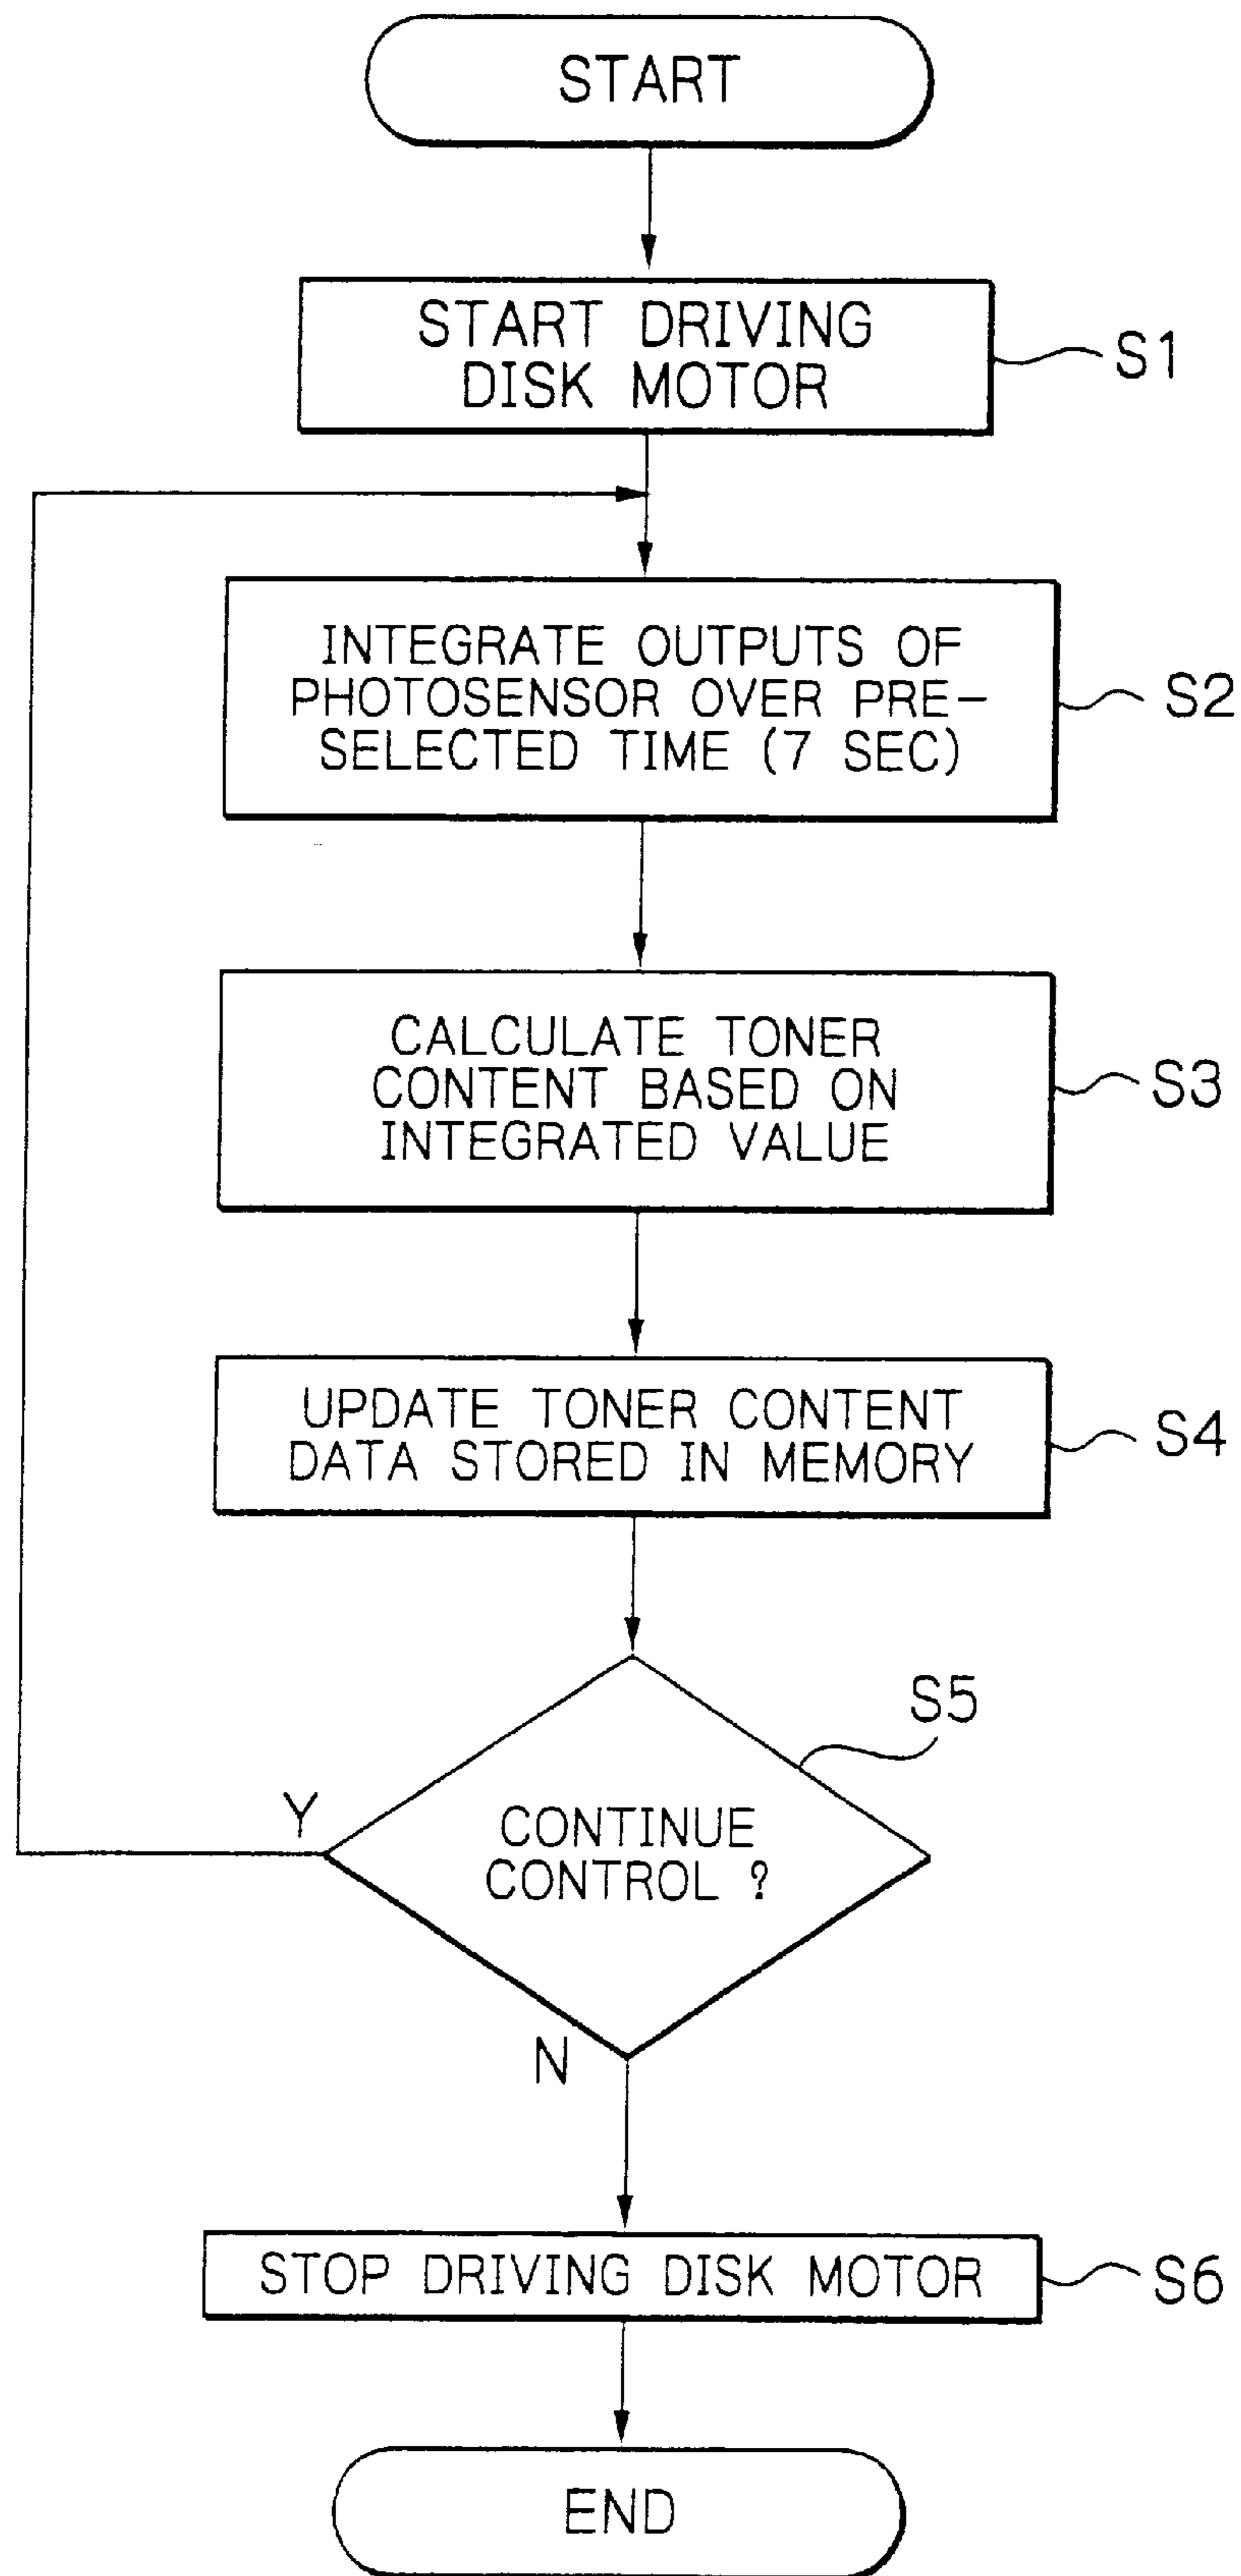 START
START DRIVING
DISK MOTOR
S1
INTEGRATE OUTPUTS OF
PHOTOSENSOR OVER PRE-
SELECTED TIME (7 SEC)
S2
CALCULATE TONER
CONTENT BASED ON
INTEGRATED VALUE
S3
UPDATE TONER CONTENT
DATA STORED IN MEMORY
S4
S5
Y
CONTINUE
CONTROL ?
N
STOP DRIVING DISK MOTOR
S6
END